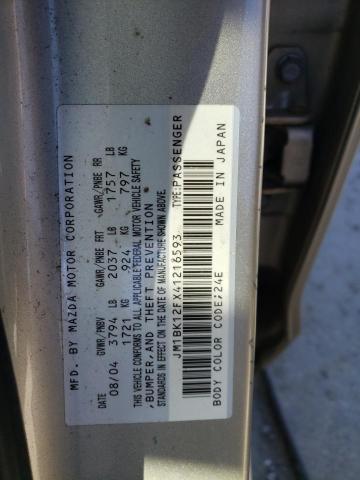 MFD. BY MAZDA MOTOR CORPORATION
DATE GVWR/PNBV GAWR/PNBE FRT GAWR/PNBE RR
08/04 3794 LB 2037 LB 1757 LB
1721 KG 924 KG 797 KG
THIS VEHICLE CONFORMS TO ALL APPLICABLE FEDERAL MOTOR VEHICLE SAFETY
, BUMPER, AND THEFT PREVENTION
STANDARDS IN EFFECT ON THE DATE OF MANUFACTURE SHOWN ABOVE.
JM1BK12FX41216593 TYPE:PASSENGER
BODY COLOR CODE:24E MADE IN JAPAN